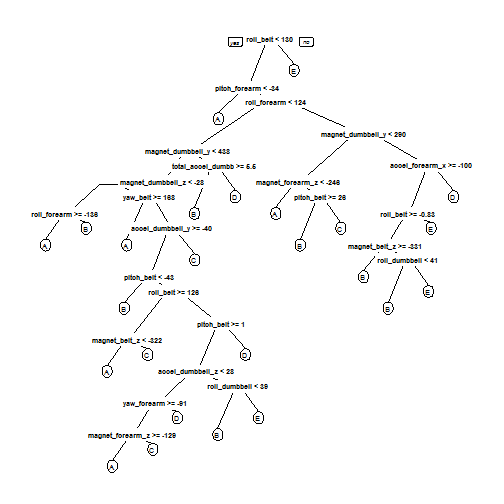 yes roll_belt < 130 no
E
pitch_forearm < -34
A
roll_forearm < 124
magnet_dumbbell_y < 290
magnet_dumbbell_y < 438
total_accel_dumbb >= 5.5
accel_forearm_x >= -100
magnet_dumbbell_z < -28
magnet_forearm_z < -246
yaw_belt >= 168
pitch_belt >= 26
D
D
roll_forearm >= -136
B
A
roll_belt >= -0.83
B
C
E
accel_dumbbell_y >= -40
A
A
B
magnet_belt_z >= -331
C
roll_dumbbell < 41
pitch_belt < -43
B
roll_belt >= 126
E
B
B
pitch_belt >= 1
magnet_belt_z < -322
C
D
A
accel_dumbbell_z < 28
roll_dumbbell < 39
yaw_forearm >= -91
D
E
magnet_forearm_z >= -129
B
C
A